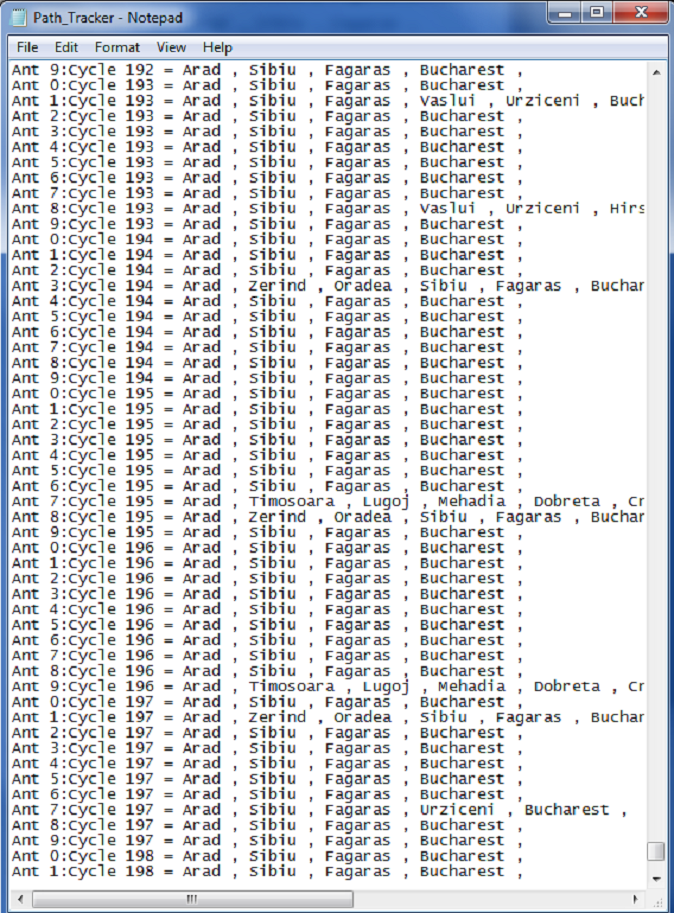 Path_Tracker - Notepad
File Edit Format View Help
Ant 9:Cycle 192 = Arad , Sibiu , Fagaras , Bucharest ,
Ant 0:Cycle 193 = Arad , Sibiu , Fagaras , Bucharest ,
Ant 1:Cycle 193 = Arad , Sibiu , Fagaras , Vaslui , Urziceni , Buch
Ant 2:Cycle 193 = Arad , Sibiu , Fagaras , Bucharest ,
Ant 3:Cycle 193 = Arad , Sibiu , Fagaras , Bucharest ,
Ant 4:Cycle 193 = Arad , Sibiu , Fagaras , Bucharest ,
Ant 5:Cycle 193 = Arad , Sibiu , Fagaras , Bucharest ,
Ant 6:Cycle 193 = Arad , Sibiu , Fagaras , Bucharest ,
Ant 7:Cycle 193 = Arad , Sibiu , Fagaras , Bucharest ,
Ant 8:Cycle 193 = Arad , Sibiu , Fagaras , Vaslui , Urziceni , Hirs
Ant 9:Cycle 193 = Arad , Sibiu , Fagaras , Bucharest ,
Ant 0:Cycle 194 = Arad , Sibiu , Fagaras , Bucharest ,
Ant 1:Cycle 194 = Arad , Sibiu , Fagaras , Bucharest ,
Ant 2:Cycle 194 = Arad , Sibiu , Fagaras , Bucharest ,
Ant 3:Cycle 194 = Arad , Zerind , Oradea , Sibiu , Fagaras , Buchar
Ant 4:Cycle 194 = Arad , Sibiu , Fagaras , Bucharest ,
Ant 5:Cycle 194 = Arad , Sibiu , Fagaras , Bucharest ,
Ant 6:Cycle 194 = Arad , Sibiu , Fagaras , Bucharest ,
Ant 7:Cycle 194 = Arad , Sibiu , Fagaras , Bucharest ,
Ant 8:Cycle 194 = Arad , Sibiu , Fagaras , Bucharest ,
Ant 9:Cycle 194 = Arad , Sibiu , Fagaras , Bucharest ,
Ant 0:Cycle 195 = Arad , Sibiu , Fagaras , Bucharest ,
Ant 1:Cycle 195 = Arad , Sibiu , Fagaras , Bucharest ,
Ant 2:Cycle 195 = Arad , Sibiu , Fagaras , Bucharest ,
Ant 3:Cycle 195 = Arad , Sibiu , Fagaras , Bucharest ,
Ant 4:Cycle 195 = Arad , Sibiu , Fagaras , Bucharest ,
Ant 5:Cycle 195 = Arad , Sibiu , Fagaras , Bucharest ,
Ant 6:Cycle 195 = Arad , Sibiu , Fagaras , Bucharest ,
Ant 7:Cycle 195 = Arad , Timosoara , Lugoj , Mehadia , Dobreta , Cr
Ant 8:Cycle 195 = Arad , Zerind , Oradea , Sibiu , Fagaras , Buchar
Ant 9:Cycle 195 = Arad , Sibiu , Fagaras , Bucharest ,
Ant 0:Cycle 196 = Arad , Sibiu , Fagaras , Bucharest ,
Ant 1:Cycle 196 = Arad , Sibiu , Fagaras , Bucharest ,
Ant 2:Cycle 196 = Arad , Sibiu , Fagaras , Bucharest ,
Ant 3:Cycle 196 = Arad , Sibiu , Fagaras , Bucharest ,
Ant 4:Cycle 196 = Arad , Sibiu , Fagaras , Bucharest ,
Ant 5:Cycle 196 = Arad , Sibiu , Fagaras , Bucharest ,
Ant 6:Cycle 196 = Arad , Sibiu , Fagaras , Bucharest ,
Ant 7:Cycle 196 = Arad , Sibiu , Fagaras , Bucharest ,
Ant 8:Cycle 196 = Arad , Sibiu , Fagaras , Bucharest ,
Ant 9:Cycle 196 = Arad , Timosoara , Lugoj , Mehadia , Dobreta , Cr
Ant 0:Cycle 197 = Arad , Sibiu , Fagaras , Bucharest ,
Ant 1:Cycle 197 = Arad , Zerind , Oradea , Sibiu , Fagaras , Buchar
Ant 2:Cycle 197 = Arad , Sibiu , Fagaras , Bucharest ,
Ant 3:Cycle 197 = Arad , Sibiu , Fagaras , Bucharest ,
Ant 4:Cycle 197 = Arad , Sibiu , Fagaras , Bucharest ,
Ant 5:Cycle 197 = Arad , Sibiu , Fagaras , Bucharest ,
Ant 6:Cycle 197 = Arad , Sibiu , Fagaras , Bucharest ,
Ant 7:Cycle 197 = Arad , Sibiu , Fagaras , Urziceni , Bucharest ,
Ant 8:Cycle 197 = Arad , Sibiu , Fagaras , Bucharest ,
Ant 9:Cycle 197 = Arad , Sibiu , Fagaras , Bucharest ,
Ant 0:Cycle 198 = Arad , Sibiu , Fagaras , Bucharest ,
Ant 1:Cycle 198 = Arad , Sibiu , Fagaras , Bucharest ,